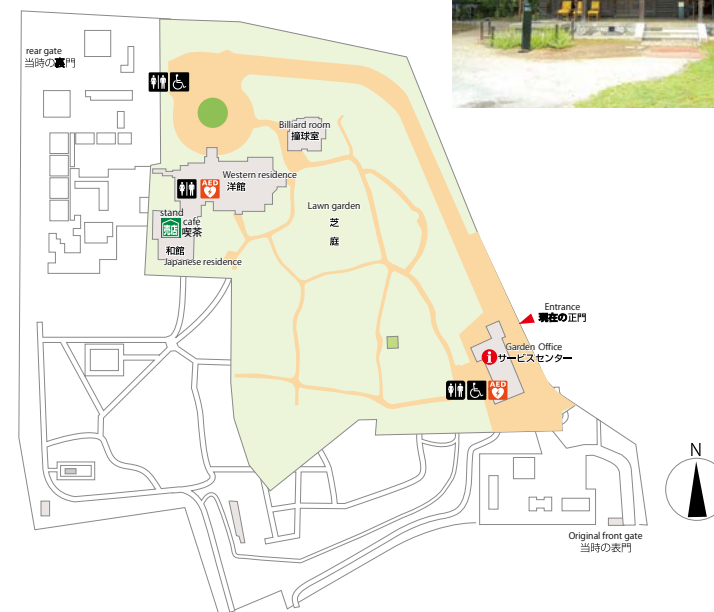 rear gate
当時の裏門
Billiard room
撞球室
AED
Western residence
洋館
stand
cafe
売店
喫茶
和館
Japanese residence
Lawn garden
芝
庭
Entrance
現在の正門
Garden Office
サービスセンター
AED
N
Original front gate
当時の表門